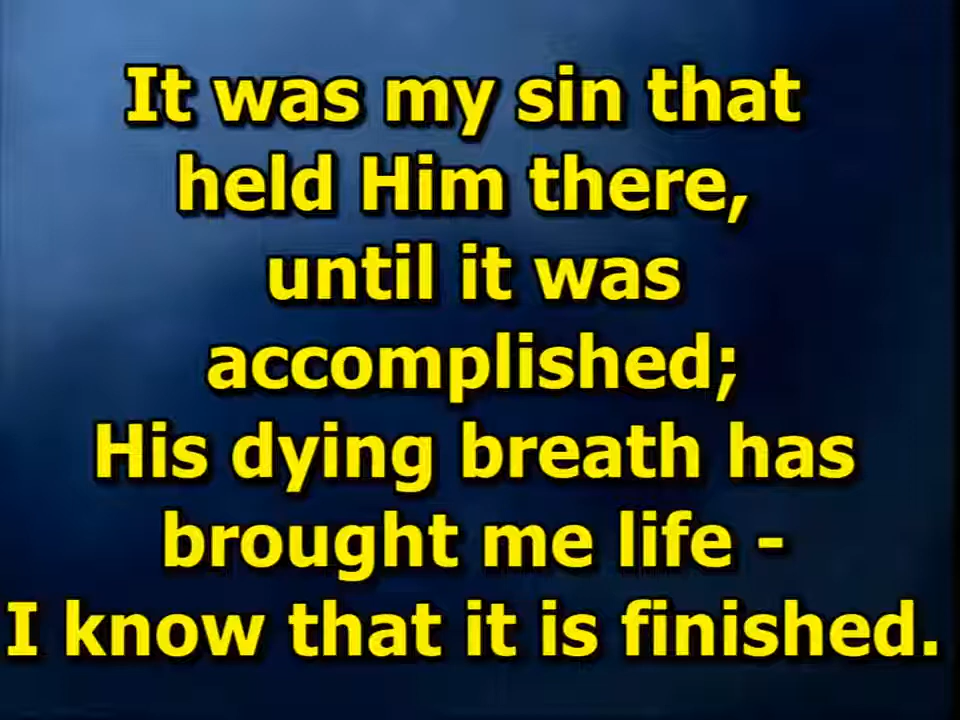 It was my sin that
held Him there,
until it was
accomplished;
His dying breath has
brought me life -
I know that it is finished.